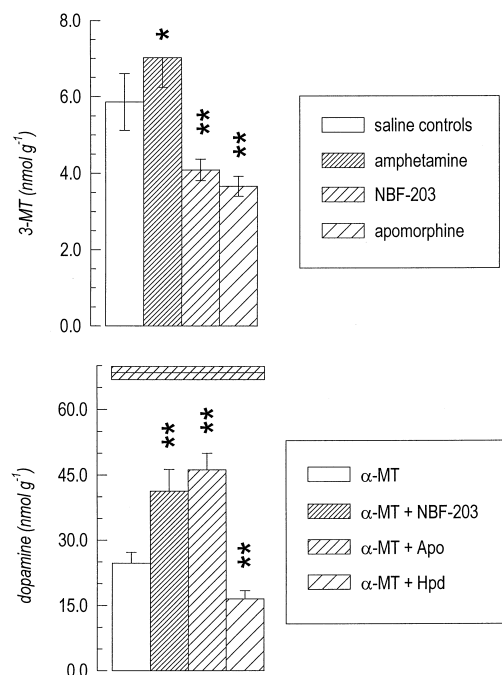 8.0
6.0
4.0
2.0
0.0
3-MT (nmol g⁻¹)
*
**
**
saline controls
amphetamine
NBF-203
apomorphine
60.0
45.0
30.0
15.0
0.0
dopamine (nmol g⁻¹)
**
**
**
α-MT
α-MT + NBF-203
α-MT + Apo
α-MT + Hpd